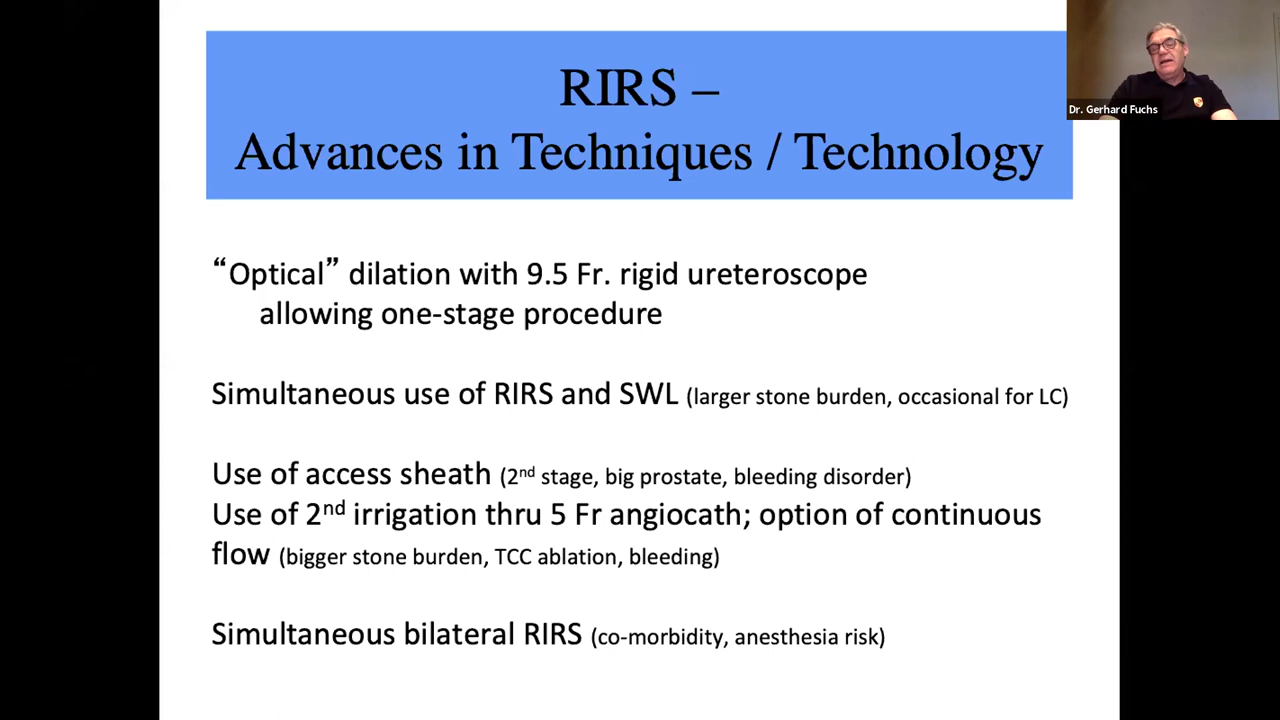 RIRS –
Advances in Techniques / Technology
Dr. Gerhard Fuchs
“Optical” dilation with 9.5 Fr. rigid ureteroscope
allowing one-stage procedure
Simultaneous use of RIRS and SWL (larger stone burden, occasional for LC)
Use of access sheath (2nd stage, big prostate, bleeding disorder)
Use of 2nd irrigation thru 5 Fr angiocath; option of continuous
flow (bigger stone burden, TCC ablation, bleeding)
Simultaneous bilateral RIRS (co-morbidity, anesthesia risk)